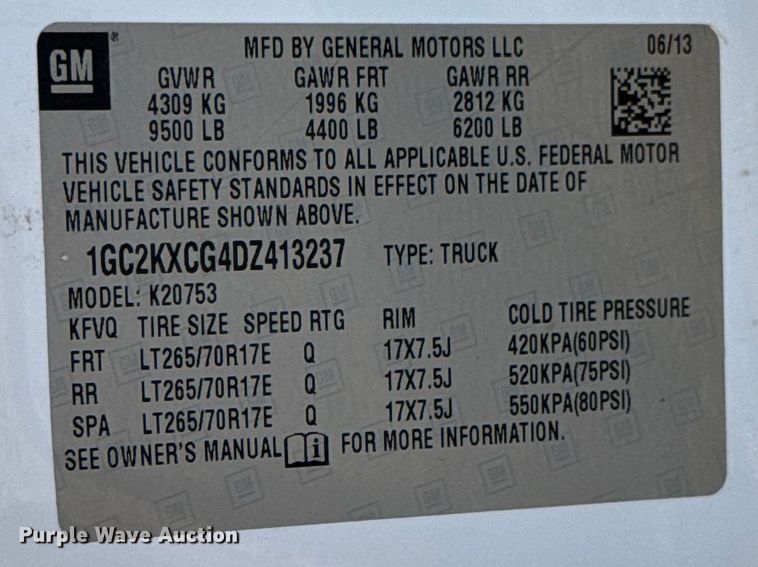 GM
MFD BY GENERAL MOTORS LLC 06/13
GVWR GAWR FRT GAWR RR
4309 KG 1996 KG 2812 KG
9500 LB 4400 LB 6200 LB
THIS VEHICLE CONFORMS TO ALL APPLICABLE U.S. FEDERAL MOTOR
VEHICLE SAFETY STANDARDS IN EFFECT ON THE DATE OF
MANUFACTURE SHOWN ABOVE.
1GC2KXCG4DZ413237 TYPE: TRUCK
MODEL: K20753
KFVQ TIRE SIZE SPEED RTG RIM COLD TIRE PRESSURE
FRT LT265/70R17E Q 17X7.5J 420KPA(60PSI)
RR LT265/70R17E Q 17X7.5J 520KPA(75PSI)
SPA LT265/70R17E Q 17X7.5J 550KPA(80PSI)
SEE OWNER'S MANUAL i FOR MORE INFORMATION.
Purple Wave Auction